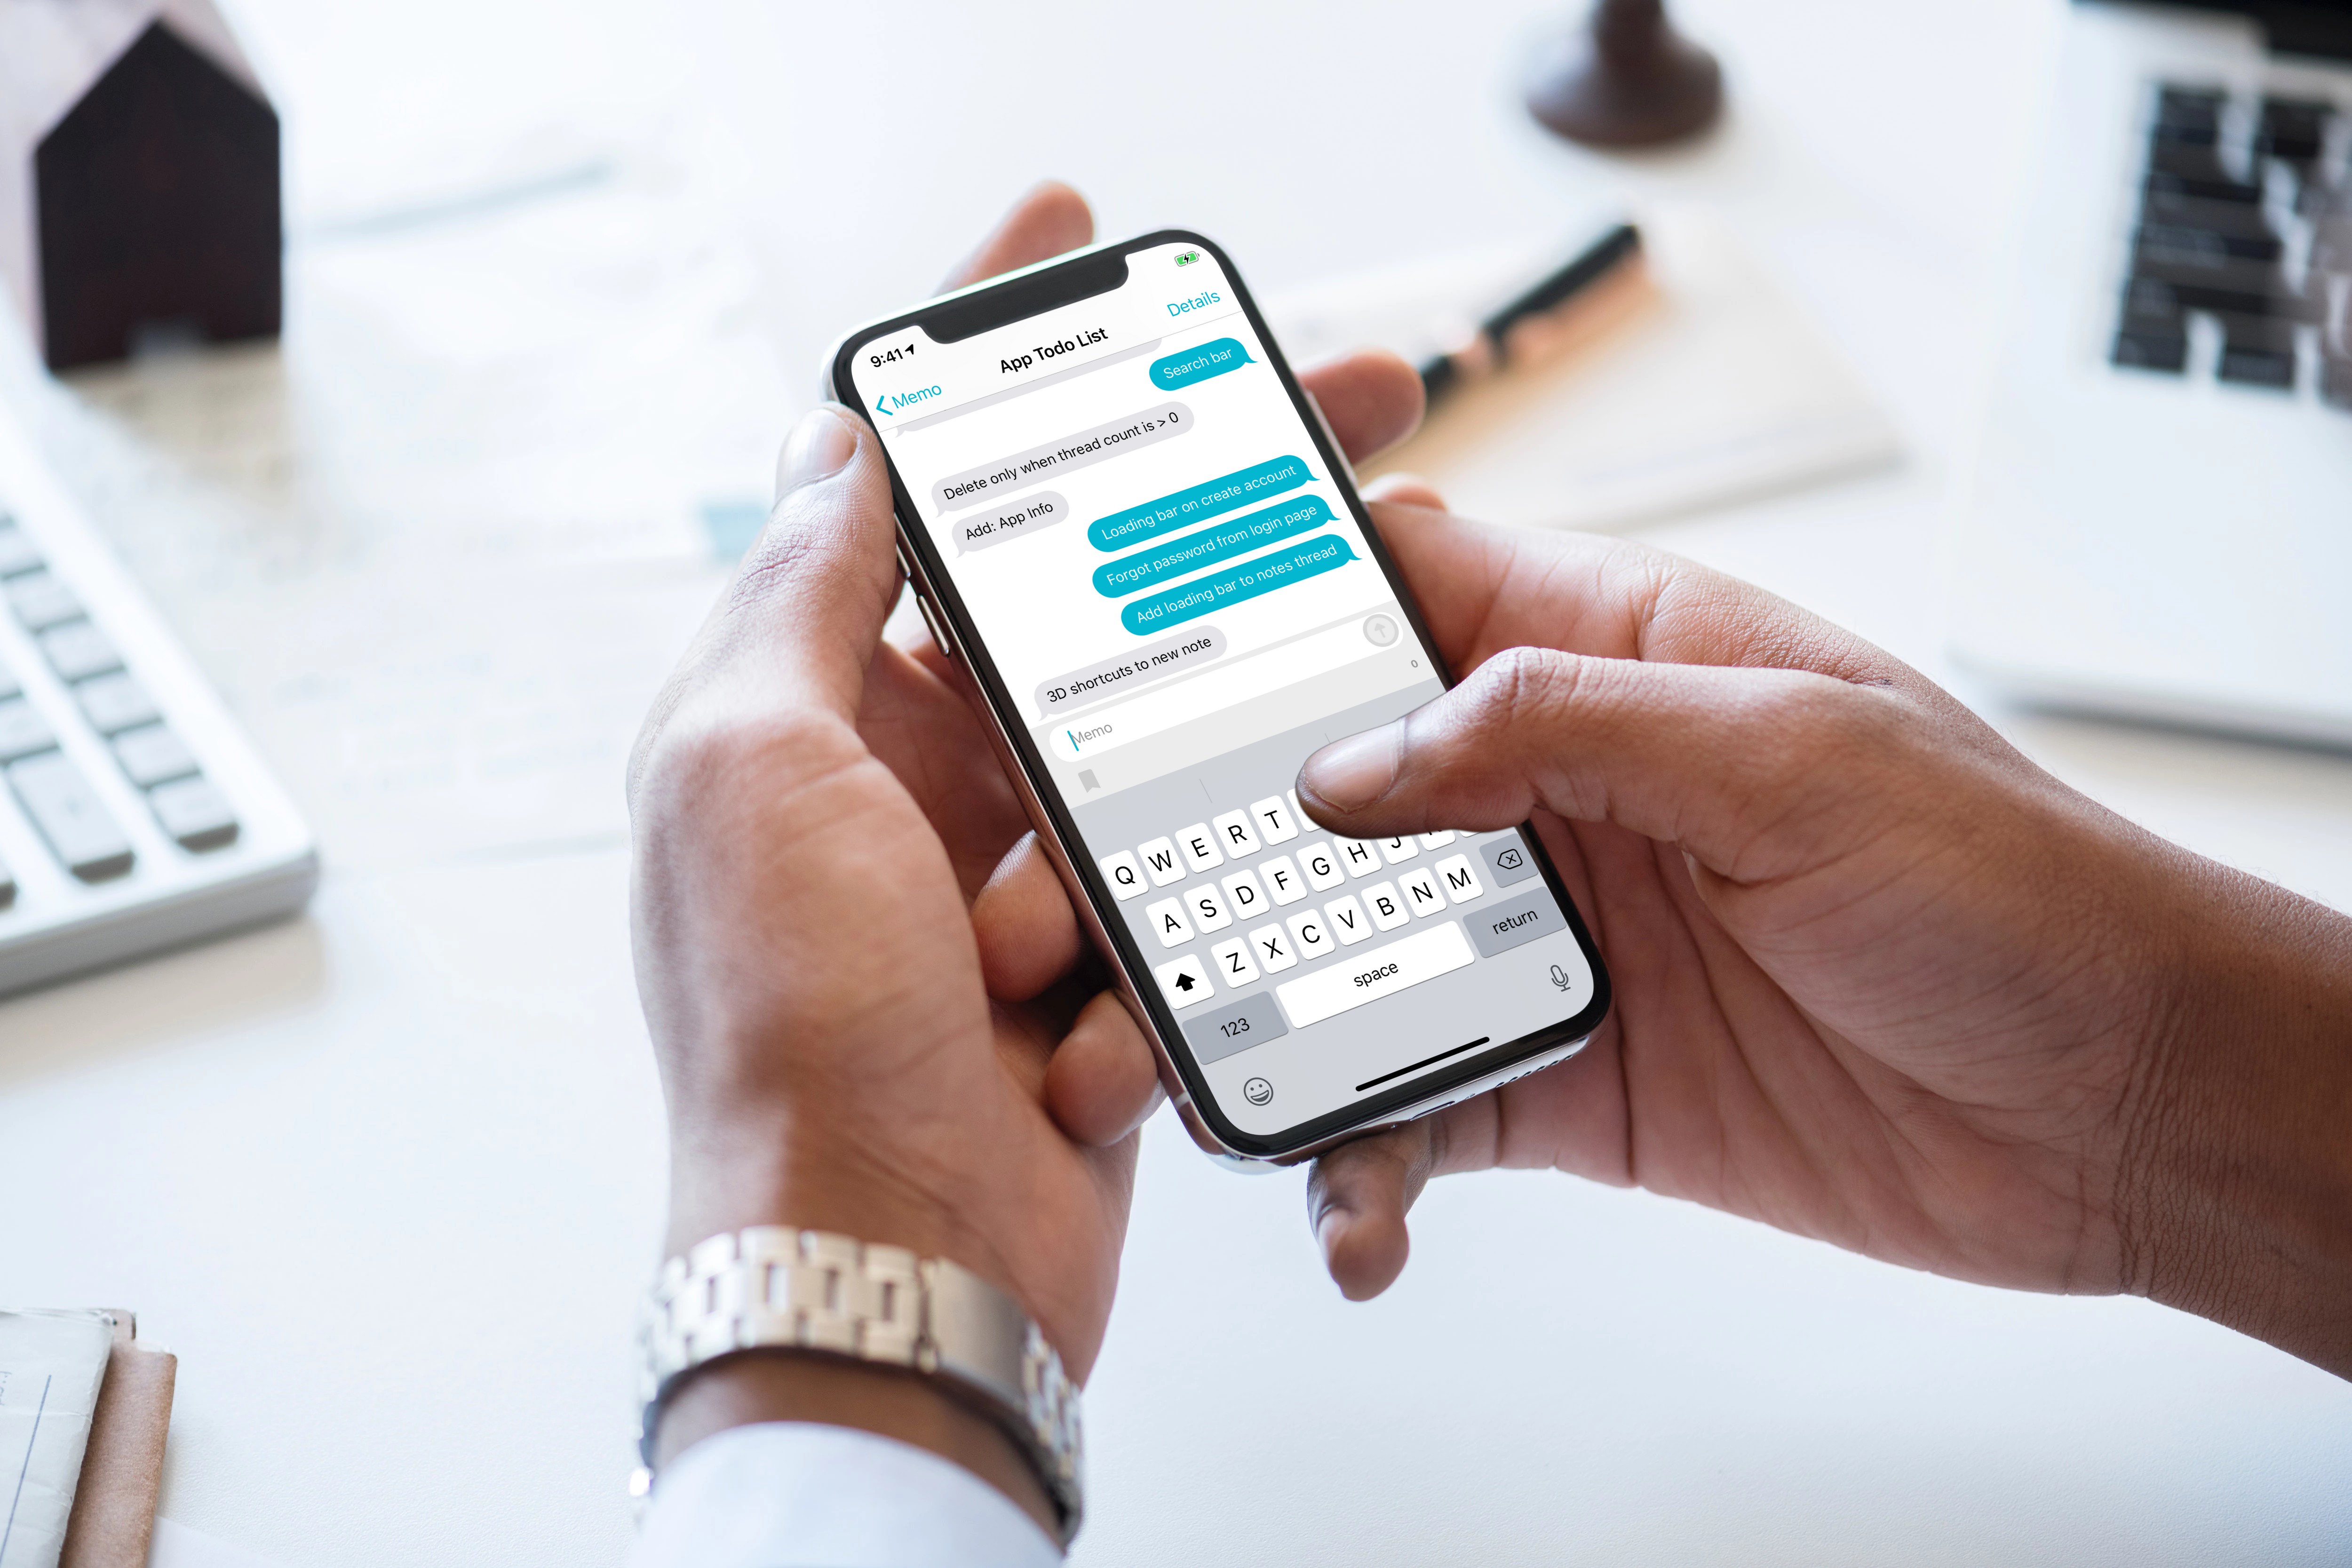 9:41
Memo
App Todo List
Details
Search bar
Delete only when thread count is > 0
Add: App Info
Loading bar on create account
Forgot password from login page
Add loading bar to notes thread
3D shortcuts to new note
Memo
0
Q W E R T
A S D F G H J
Z X C V B N M
123
space
return